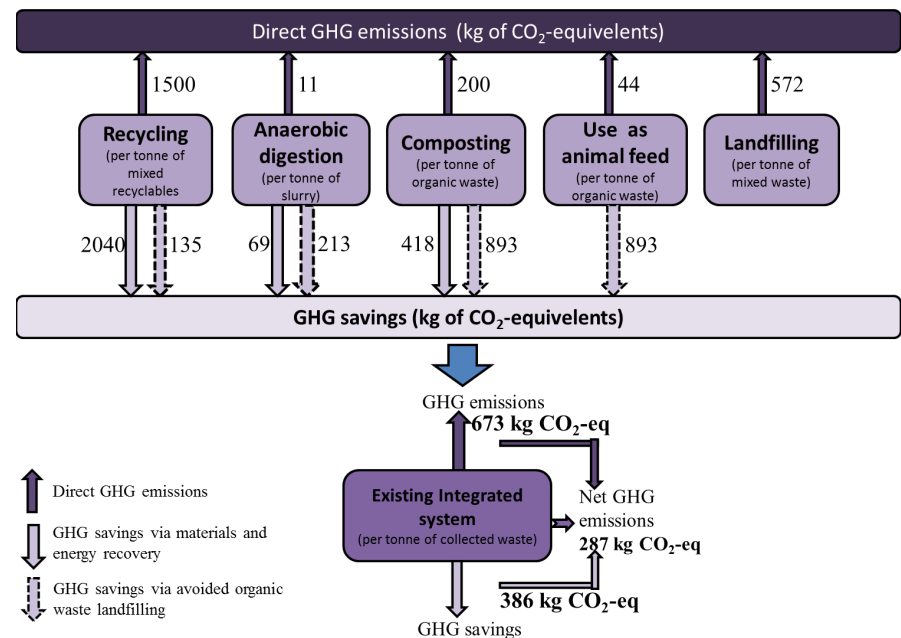 Direct GHG emissions (kg of CO₂-equivelents)
1500
11
200
44
572
Recycling
(per tonne of
mixed
recyclables
Anaerobic
digestion
(per tonne of
slurry)
Composting
(per tonne of
organic waste)
Use as
animal feed
(per tonne of
organic waste)
Landfilling
(per tonne of
mixed waste)
2040
135
69
213
418
893
893
GHG savings (kg of CO₂-equivelents)
GHG emissions
673 kg CO₂-eq
Existing Integrated
system
(per tonne of collected waste)
Net GHG
emissions
287 kg CO₂-eq
386 kg CO₂-eq
GHG savings
Direct GHG emissions
GHG savings via materials and
energy recovery
GHG savings via avoided organic
waste landfilling